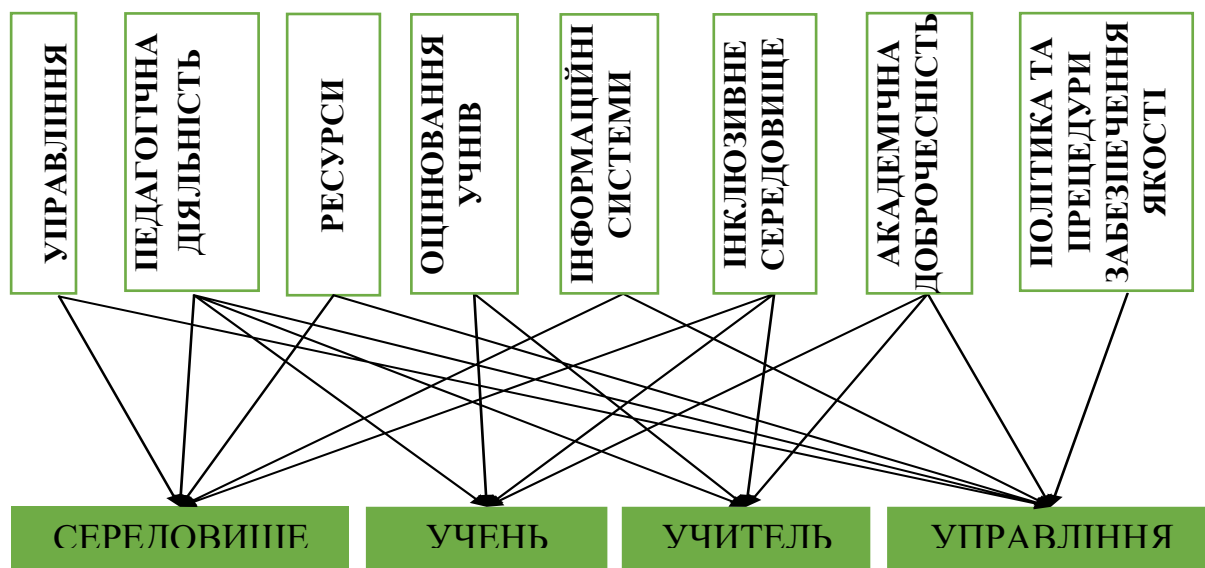 УПРАВЛІННЯ
ПЕДАГОГІЧНА
ДІЯЛЬНІСТЬ
РЕСУРСИ
ОЦІНЮВАННЯ
УЧНІВ
ІНФОРМАЦІЙНІ
СИСТЕМИ
ІНКЛЮЗИВНЕ
СЕРЕДОВИЩЕ
АКАДЕМІЧНА
ДОБРОЧЕСНІСТЬ
ПОЛІТИКА ТА
ПРЕЦЕДУРИ
ЗАБЕЗПЕЧЕННЯ
ЯКОСТІ
СЕРЕДОВИЩЕ
УЧЕНЬ
УЧИТЕЛЬ
УПРАВЛІННЯ